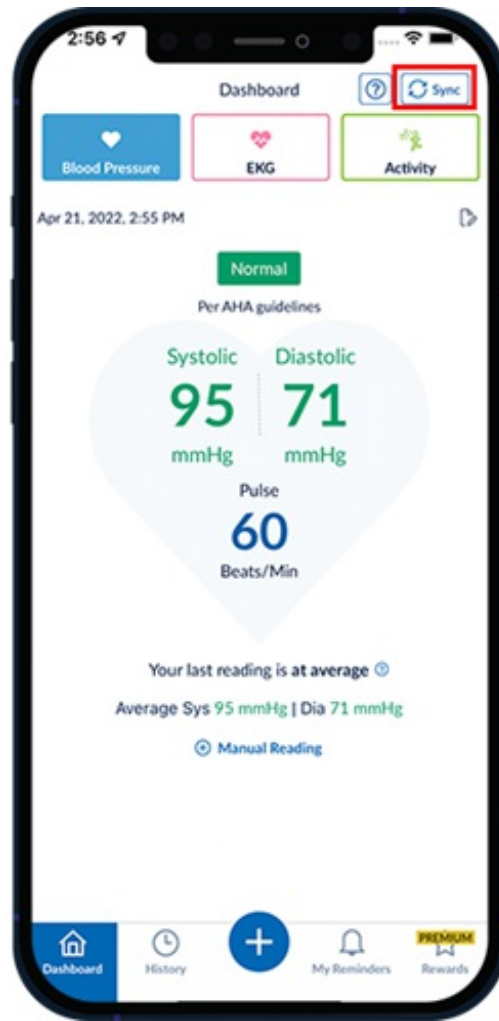 2:56
Dashboard
Sync
Blood Pressure
EKG
Activity
Apr 21, 2022, 2:55 PM
Normal
Per AHA guidelines
Systolic Diastolic
95 71
mmHg mmHg
Pulse
60
Beats/Min
Your last reading is at average
Average Sys 95 mmHg | Dia 71 mmHg
Manual Reading
PREMIUM
Dashboard History My Reminders Rewards